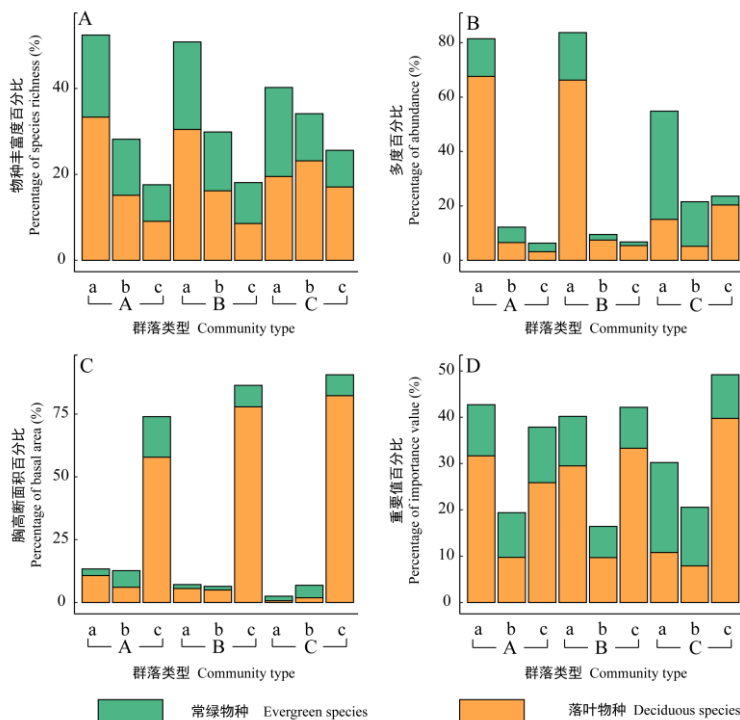 A
物种丰富度百分比
Percentage of species richness (%)
40
20
0
a b c a b c a b c
A B C
群落类型 Community type
B
多度百分比
Percentage of abundance (%)
80
60
40
20
0
a b c a b c a b c
A B C
群落类型 Community type
C
胸高断面积百分比
Percentage of basal area (%)
75
50
25
0
a b c a b c a b c
A B C
群落类型 Community type
D
重要值百分比
Percentage of importance value (%)
50
40
30
20
10
0
a b c a b c a b c
A B C
群落类型 Community type
常绿物种 Evergreen species
落叶物种 Deciduous species